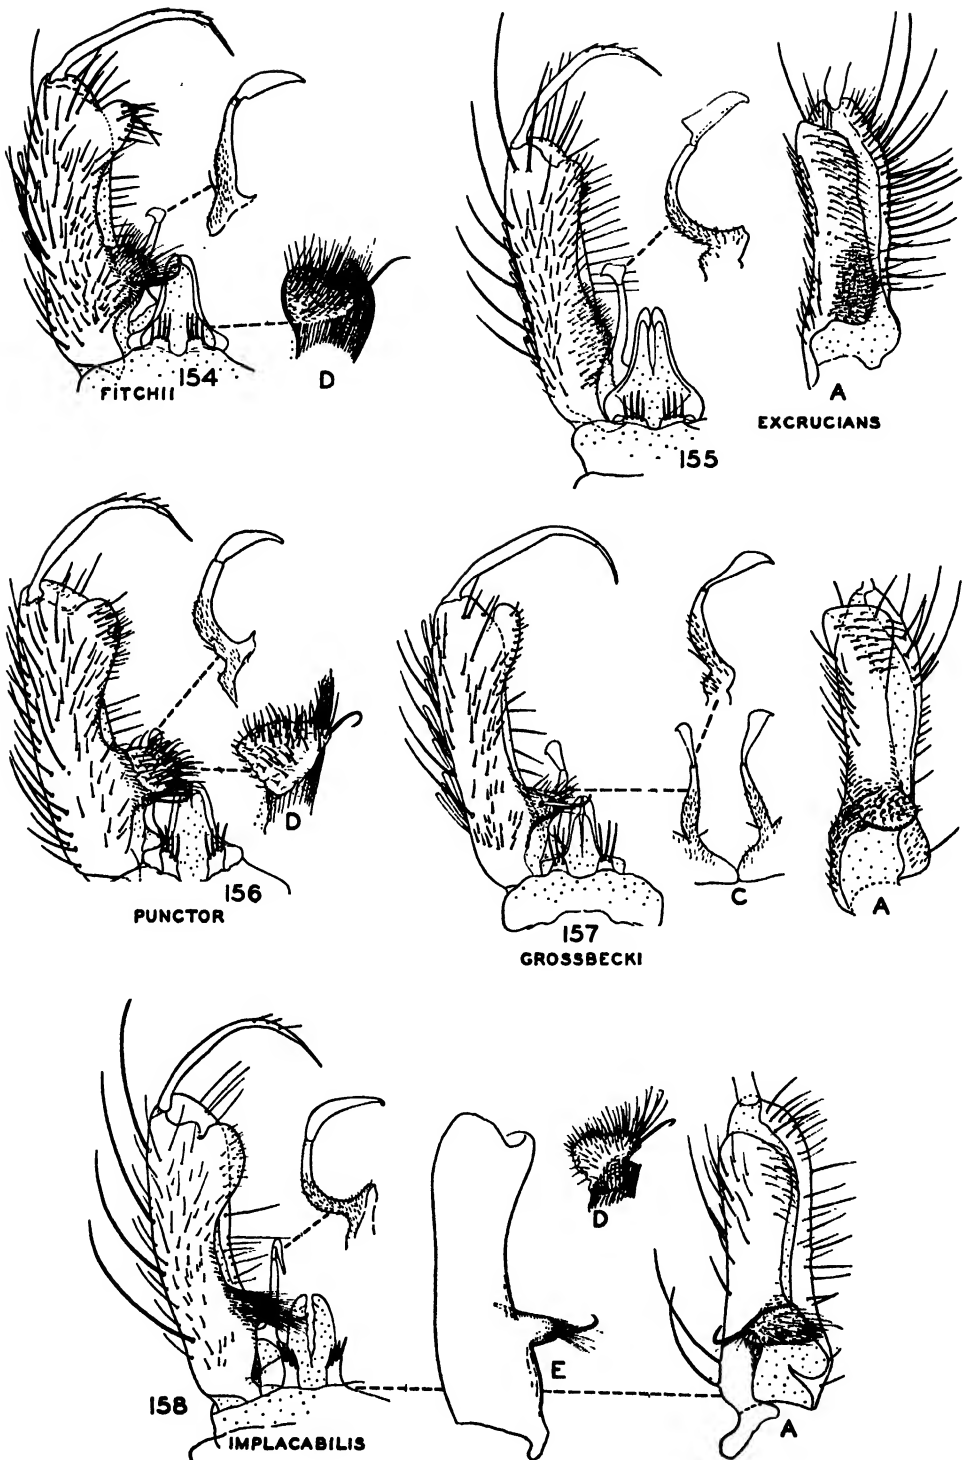 D
154
FITCHII
A
EXCRUCIANS
155
D
156
PUNCTOR
C
A
157
GROSSBECKI
D
E
158
A
IMPLACABILIS